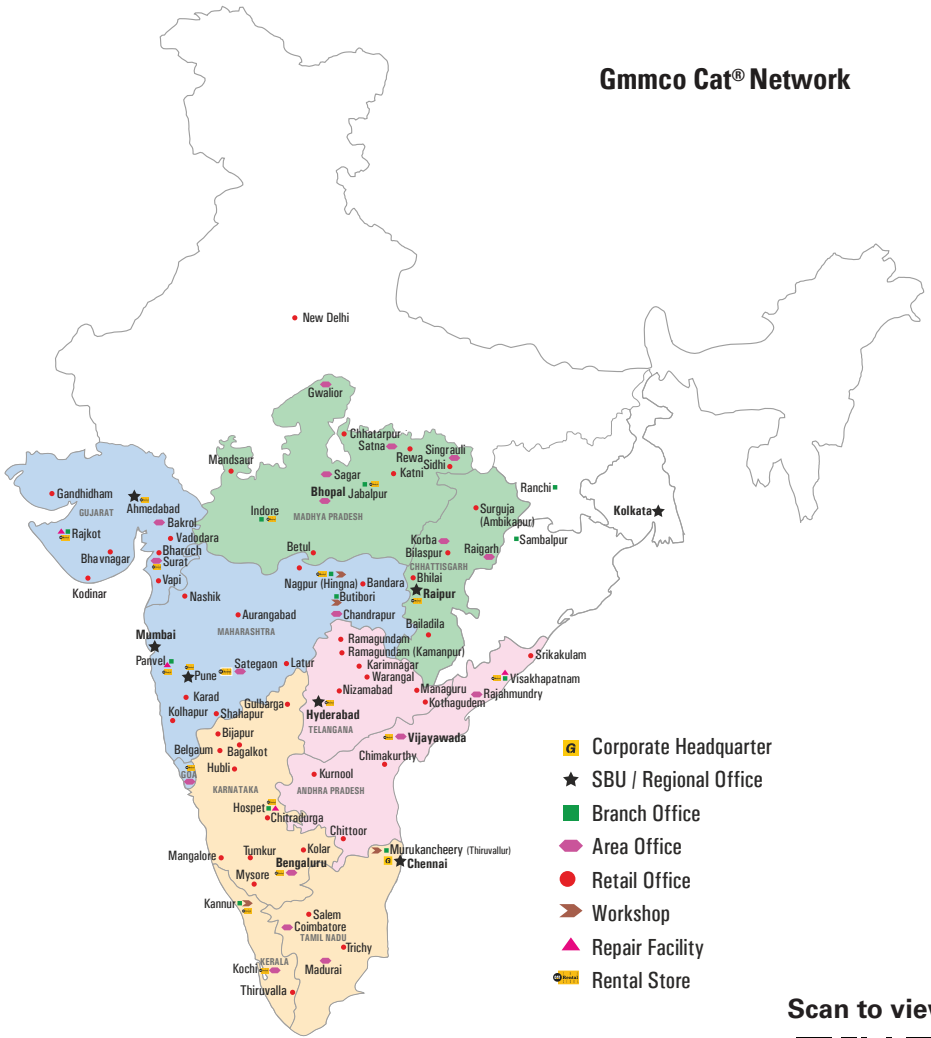 Gmmco Cat® Network
New Delhi
Gwalior
Chhatarpur
Satna
Rewa
Singrauli
Sidhi
Mandsaur
Sagar
Katni
Bhopal
Jabalpur
Indore
MADHYA PRADESH
Ranchi
Kolkata
Surguja
(Ambikapur)
Sambalpur
Gandhidham
GUJARAT
Ahmedabad
Bakrol
Rajkot
Vadodara
Bhavnagar
Bharuch
Surat
Kodinar
Vapi
Betul
Korba
Bilaspur
Raigarh
CHHATTISGARH
Nagpur (Hingna)
Bandara
Bhilai
Raipur
Butibori
Nashik
Aurangabad
Chandrapur
MAHARASHTRA
Bailadila
Mumbai
Ramagundam
Ramagundam (Kamanpur)
Panvel
Pune
Sategaon
Latur
Karimnagar
Warangal
Srikakulam
Visakhapatnam
Rajahmundry
Karad
Gulbarga
Nizamabad
Managuru
Kothagudem
Kolhapur
Shahapur
Hyderabad
TELANGANA
Bijapur
Vijayawada
Belgaum
Bagalkot
Chimakurthy
Hubli
GOA
KARNATAKA
Kurnool
ANDHRA PRADESH
Hospet
Chitradurga
Chittoor
Mangalore
Tumkur
Kolar
Murukancheery (Thiruvallur)
Bengaluru
G
Chennai
Mysore
Kannur
Salem
Coimbatore
TAMIL NADU
Trichy
KERALA
Kochi
Madurai
Thiruvalla
G Corporate Headquarter
SBU / Regional Office
Branch Office
Area Office
Retail Office
Workshop
Repair Facility
Rental Rental Store